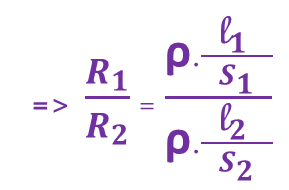 => R₁/R₂ = (ρ.ℓ₁/S₁)/(ρ.ℓ₂/S₂)